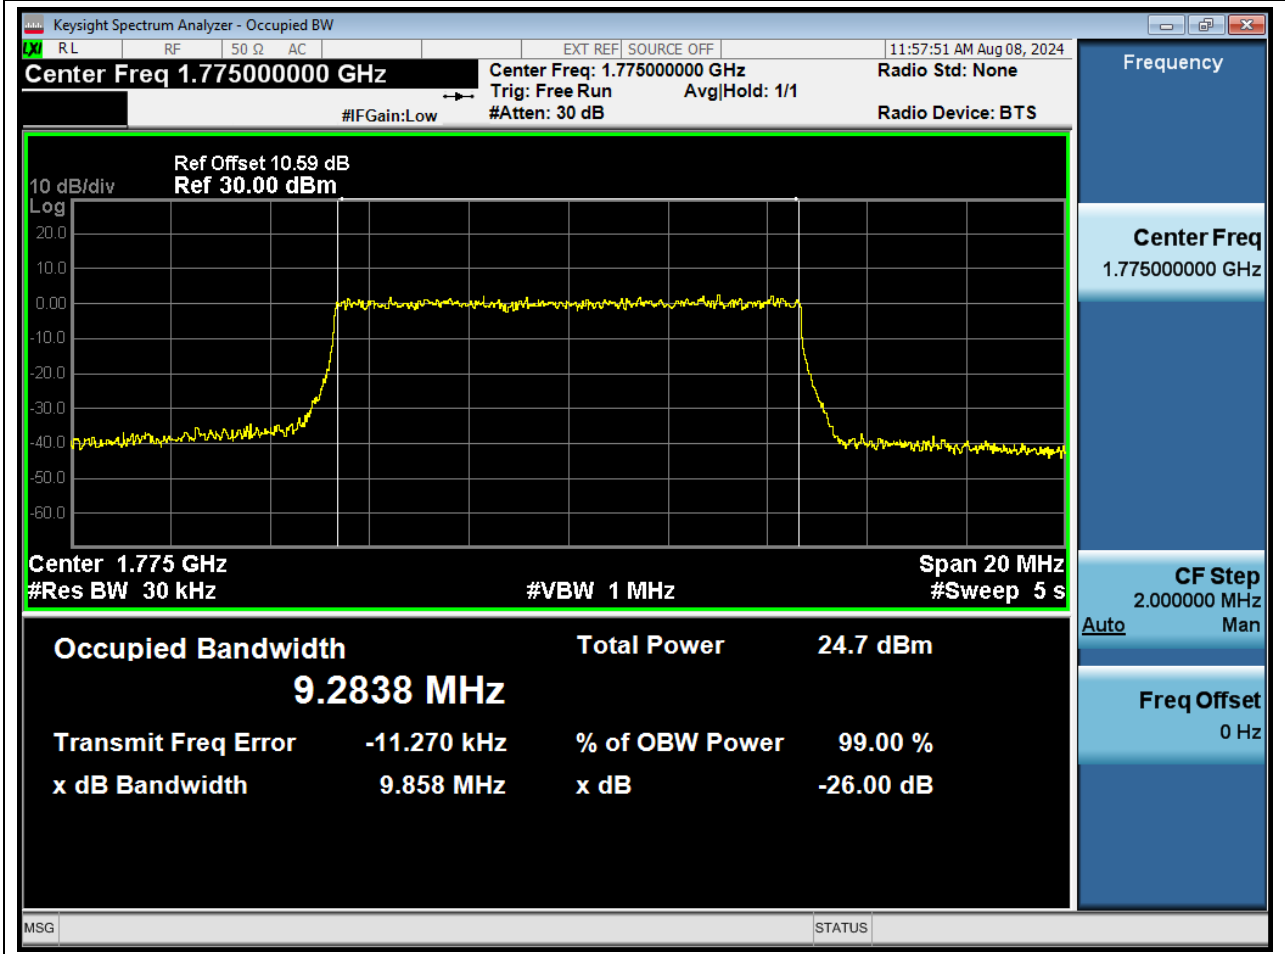 Keysight Spectrum Analyzer - Occupied BW
LXI RL RF 50 Ω AC EXT REF SOURCE OFF 11:57:51 AM Aug 08, 2024
Center Freq 1.775000000 GHz
Center Freq: 1.775000000 GHz
Radio Std: None
Trig: Free Run Avg|Hold: 1/1
#IFGain:Low
#Atten: 30 dB
Radio Device: BTS
Ref Offset 10.59 dB
10 dB/div Ref 30.00 dBm
Log
20.0
10.0
0.00
-10.0
-20.0
-30.0
-40.0
-50.0
-60.0
Center 1.775 GHz Span 20 MHz
#Res BW 30 kHz #VBW 1 MHz #Sweep 5 s
Occupied Bandwidth Total Power 24.7 dBm
9.2838 MHz
Transmit Freq Error -11.270 kHz % of OBW Power 99.00 %
x dB Bandwidth 9.858 MHz x dB -26.00 dB
Frequency
Center Freq
1.775000000 GHz
CF Step
2.000000 MHz
Auto Man
Freq Offset
0 Hz
MSG STATUS